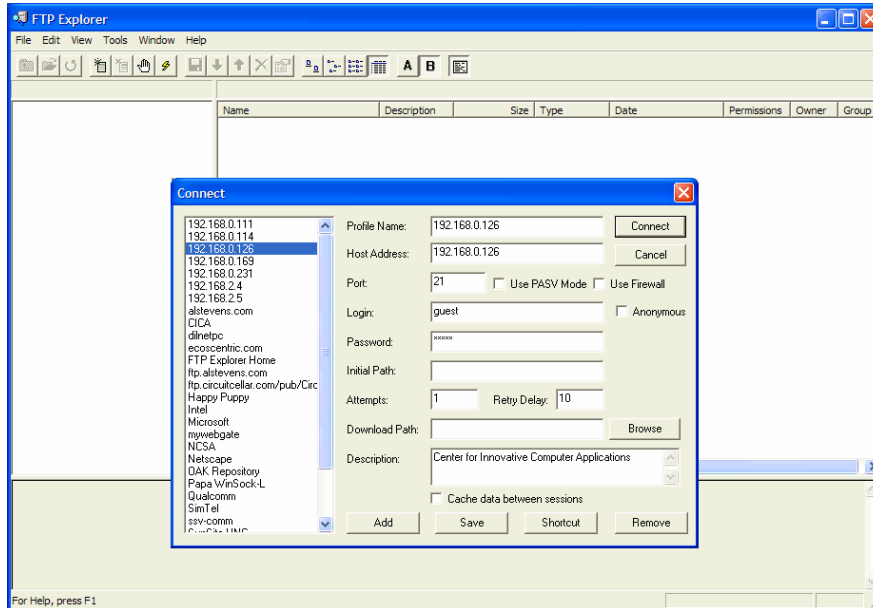 FTP Explorer
File Edit View Tools Window Help
A B
Name Description Size Type Date Permissions Owner Group
Connect
192.168.0.111
192.168.0.114
192.168.0.126
192.168.0.169
192.168.0.231
192.168.2.4
192.168.2.5
alstevens.com
CICA
dilnetpc
ecoscentric.com
FTP Explorer Home
ftp.alstevens.com
ftp.circuitcellar.com/pub/Circ
Happy Puppy
Intel
Microsoft
mywebgate
NCSA
Netscape
OAK Repository
Papa WinSock-L
Qualcomm
SimTel
ssv-comm
Profile Name: 192.168.0.126 Connect
Host Address: 192.168.0.126 Cancel
Port: 21 Use PASV Mode Use Firewall
Login: guest Anonymous
Password: xxxxx
Initial Path:
Attempts: 1 Retry Delay: 10
Download Path: Browse
Description: Center for Innovative Computer Applications
Cache data between sessions
Add Save Shortcut Remove
For Help, press F1